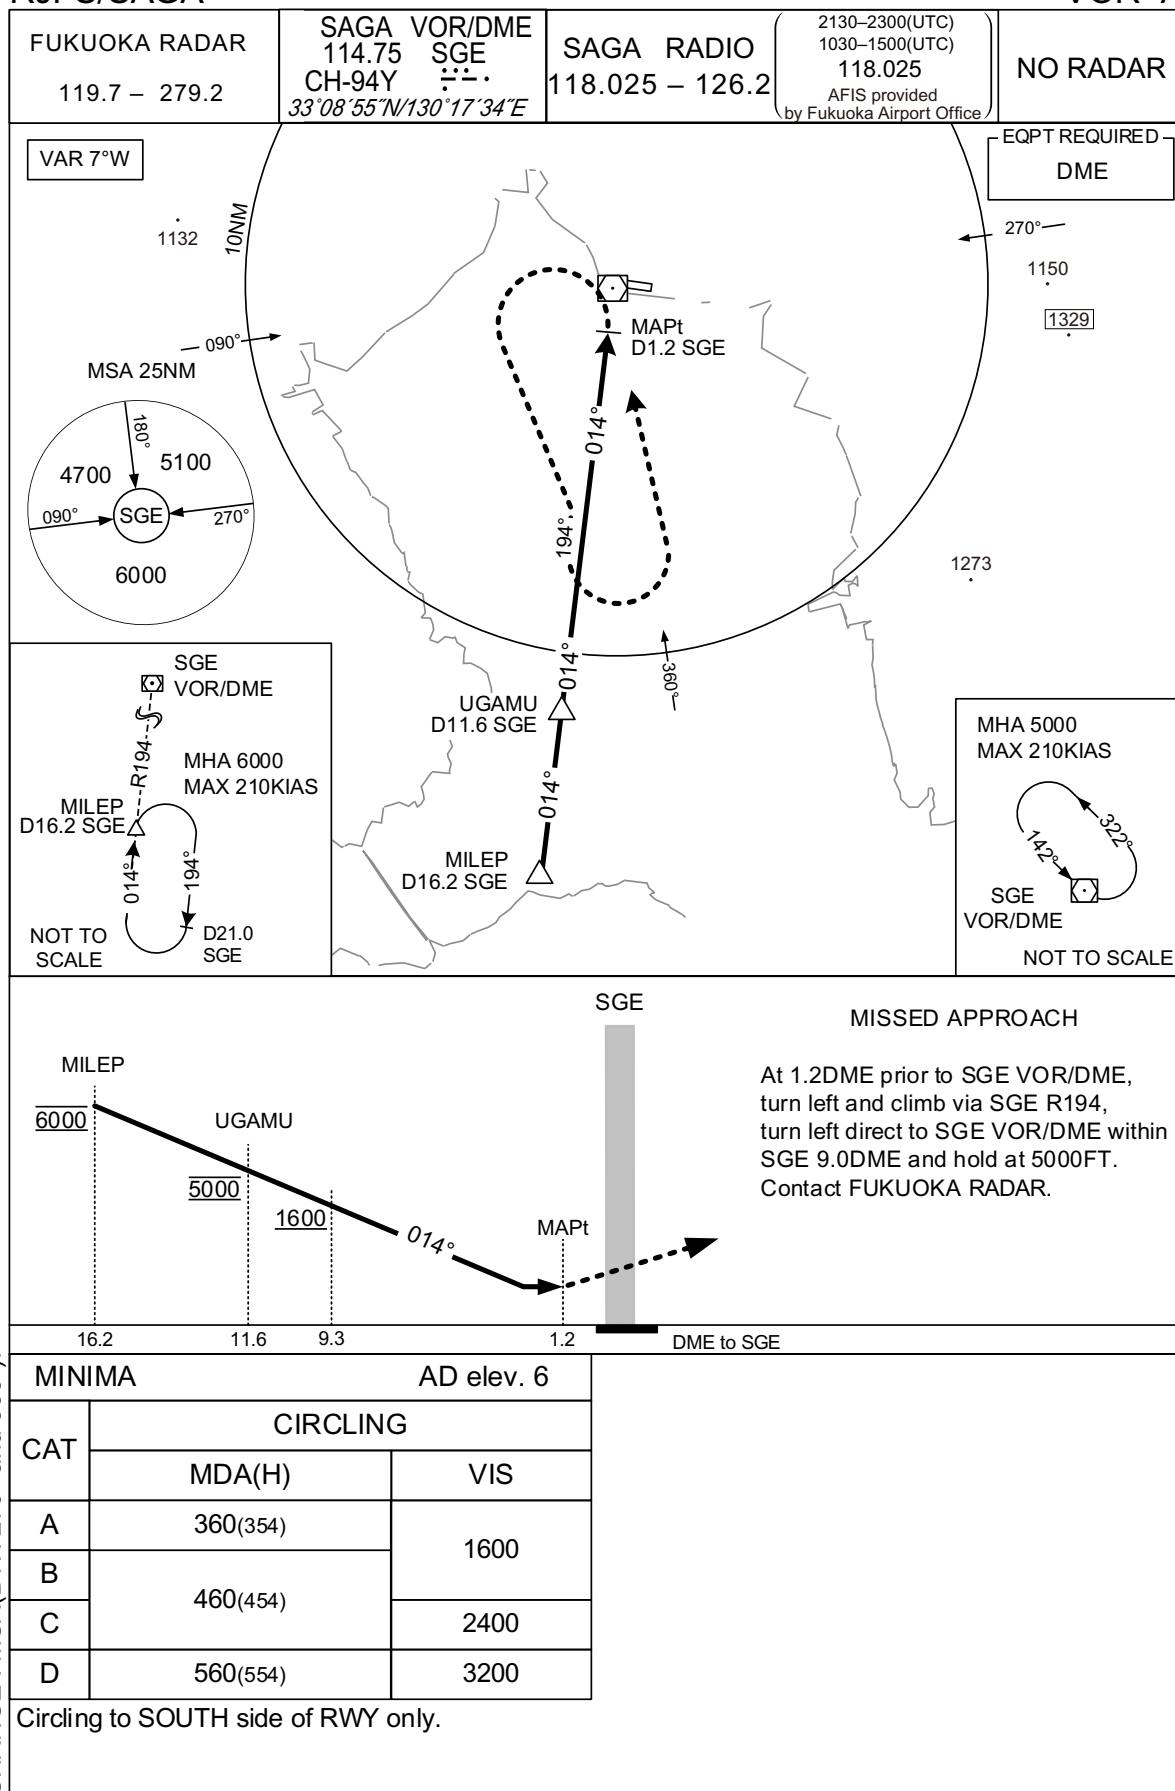 FUKUOKA RADAR
119.7 – 279.2
SAGA VOR/DME
114.75 SGE
CH-94Y
33°08′55″N/130°17′34″E
SAGA RADIO
118.025 – 126.2
2130–2300(UTC)
1030–1500(UTC)
118.025
AFIS provided
by Fukuoka Airport Office
NO RADAR
VAR 7°W
EQPT REQUIRED
DME
1132
10NM
270°
1150
1329
090°
MAPt
D1.2 SGE
MSA 25NM
180°
4700
5100
090°
SGE
270°
6000
014°
194°
1273
014°
360°
UGAMU
D11.6 SGE
014°
MILEP
D16.2 SGE
SGE
VOR/DME
R194
MHA 6000
MAX 210KIAS
MILEP
D16.2 SGE
014°
194°
D21.0
SGE
NOT TO
SCALE
MHA 5000
MAX 210KIAS
322°
142°
SGE
VOR/DME
NOT TO SCALE
SGE
MISSED APPROACH
At 1.2DME prior to SGE VOR/DME,
turn left and climb via SGE R194,
turn left direct to SGE VOR/DME within
SGE 9.0DME and hold at 5000FT.
Contact FUKUOKA RADAR.
MILEP
6000
UGAMU
5000
1600
014°
MAPt
16.2 11.6 9.3 1.2 DME to SGE
MINIMA AD elev. 6
CAT CIRCLING
MDA(H) VIS
A 360(354) 1600
B 460(454)
C 2400
D 560(554) 3200
Circling to SOUTH side of RWY only.